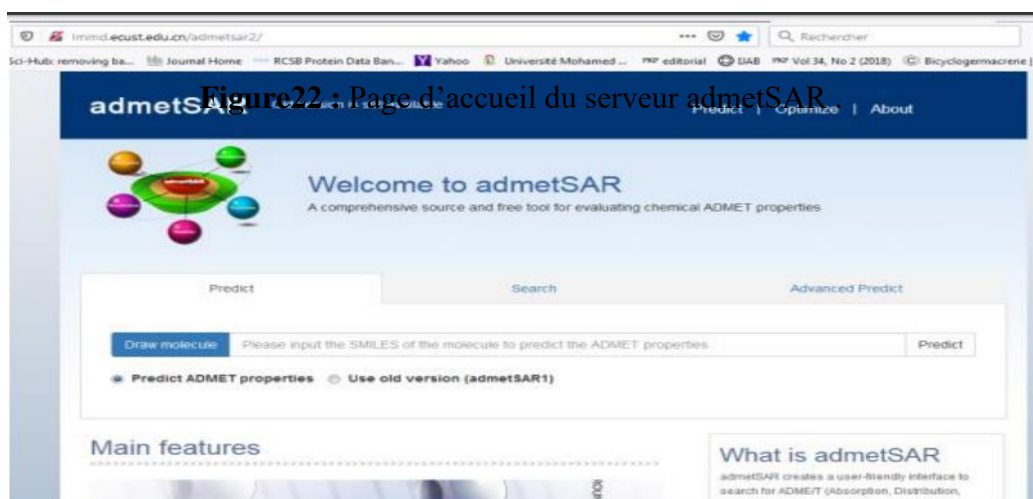 lmmd.ecust.edu.cn/admetsar2/ ... Rechercher
Sci-Hub: removing ba... Journal Home RCSB Protein Data Ban... Yahoo Université Mohamed ... editorial Vol 34, No 2 (2018) Bicyclogermacrene
admetSAR Predict | Optimize | About
Figure22 : Page d'accueil du serveur admetSAR
Welcome to admetSAR
A comprehensive source and free tool for evaluating chemical ADMET properties
Predict Search Advanced Predict
Draw molecule Please input the SMILES of the molecule to predict the ADMET properties Predict
Predict ADMET properties Use old version (admetSAR1)
Main features
What is admetSAR
admetSAR creates a user-friendly interface to
search for ADME/T (Absorption, Distribution,